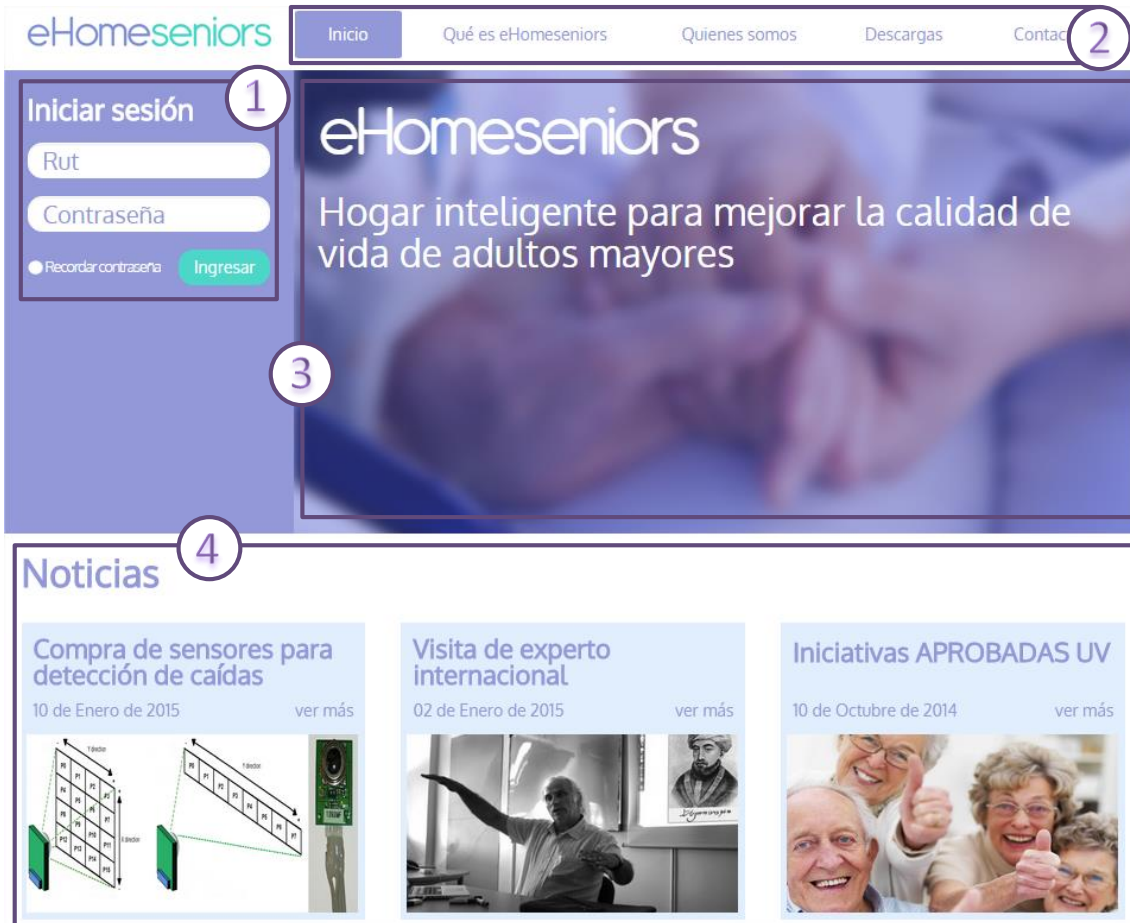 eHomeseniors
Inicio
Qué es eHomeseniors
Quienes somos
Descargas
Contac
2
1
Iniciar sesión
Rut
Contraseña
Recordar contraseña
Ingresar
eHomeseniors
Hogar inteligente para mejorar la calidad de
vida de adultos mayores
3
4
Noticias
Compra de sensores para
detección de caídas
10 de Enero de 2015
ver más
Visita de experto
internacional
02 de Enero de 2015
ver más
Iniciativas APROBADAS UV
10 de Octubre de 2014
ver más